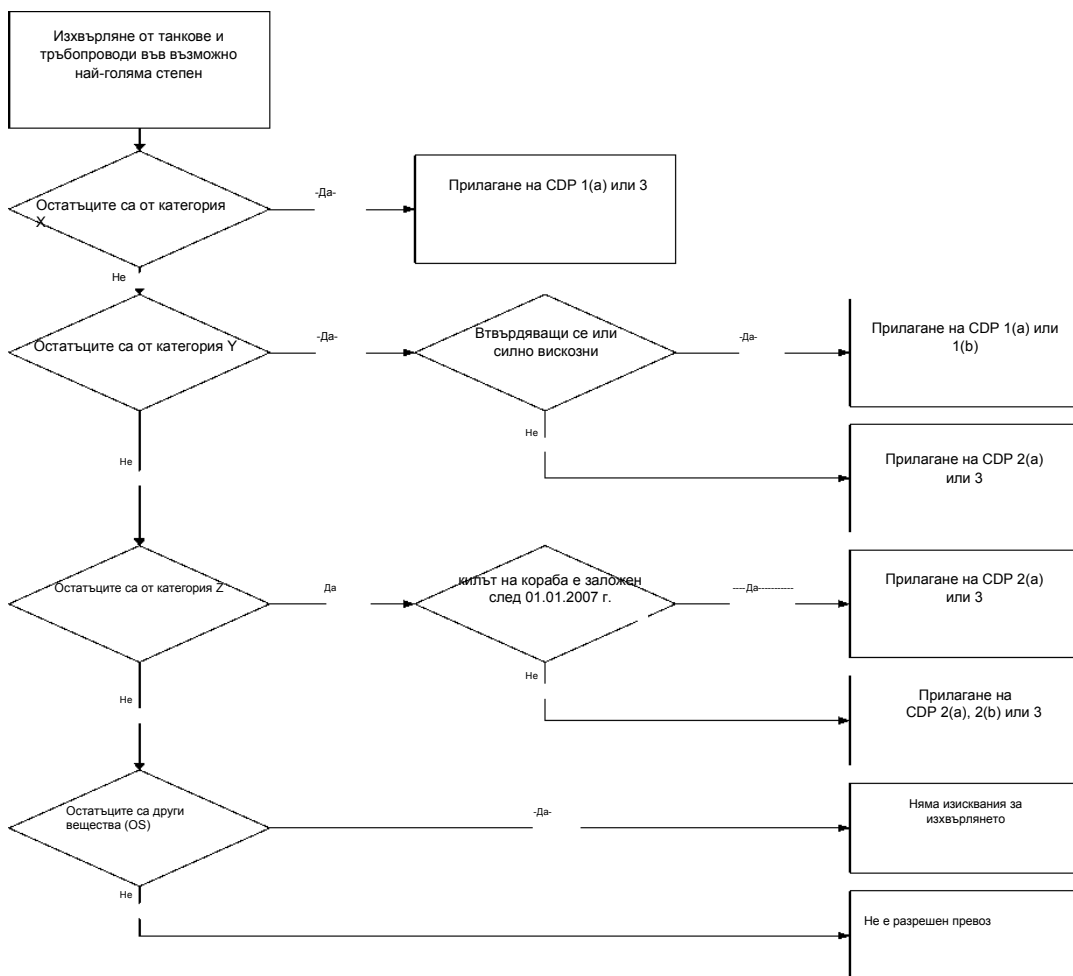 Изхвърляне от танкове и
тръбопроводи във възможно
най-голяма степен
Остатъците са от категория
X.
-Да-
Прилагане на CDP 1(a) или 3
Не
Остатъците са от категория Y
-Да-
Втвърдяващи се или
силно вискозни
-Да-
Прилагане на CDP 1(a) или
1(b)
Не
Прилагане на CDP 2(a)
или 3
Не
Остатъците са от категория Z
Да
килът на кораба е заложен
след 01.01.2007 г.
----Да-----------
Прилагане на CDP 2(a)
или 3
Не
Прилагане на
CDP 2(a), 2(b) или 3
Не
Остатъците са други
вещества (OS)
-Да-
Няма изисквания за
изхвърлянето
Не
Не е разрешен превоз